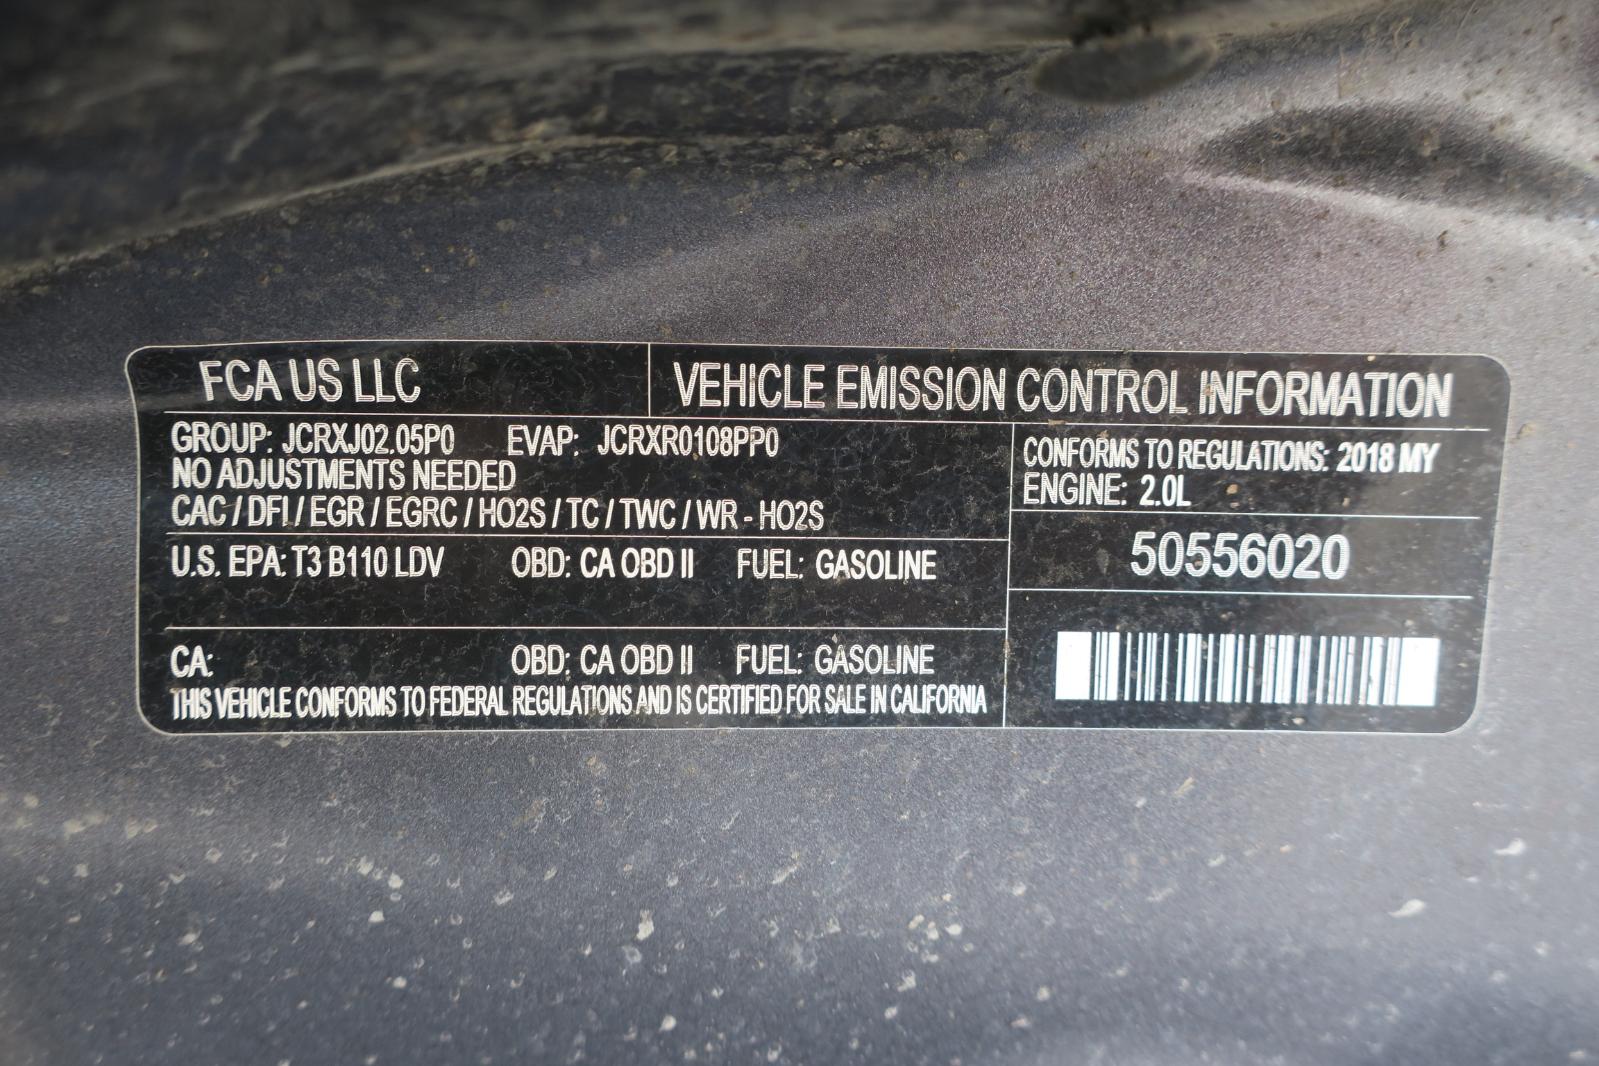 FCA US LLC VEHICLE EMISSION CONTROL INFORMATION
GROUP: JCRXJ02.05P0 EVAP: JCRXR0108PP0
NO ADJUSTMENTS NEEDED
CAC / DFI / EGR / EGRC / HO2S / TC / TWC / WR - HO2S
CONFORMS TO REGULATIONS: 2018 MY
ENGINE: 2.0L
U.S. EPA: T3 B110 LDV OBD: CA OBD II FUEL: GASOLINE
50556020
CA: OBD: CA OBD II FUEL: GASOLINE
THIS VEHICLE CONFORMS TO FEDERAL REGULATIONS AND IS CERTIFIED FOR SALE IN CALIFORNIA